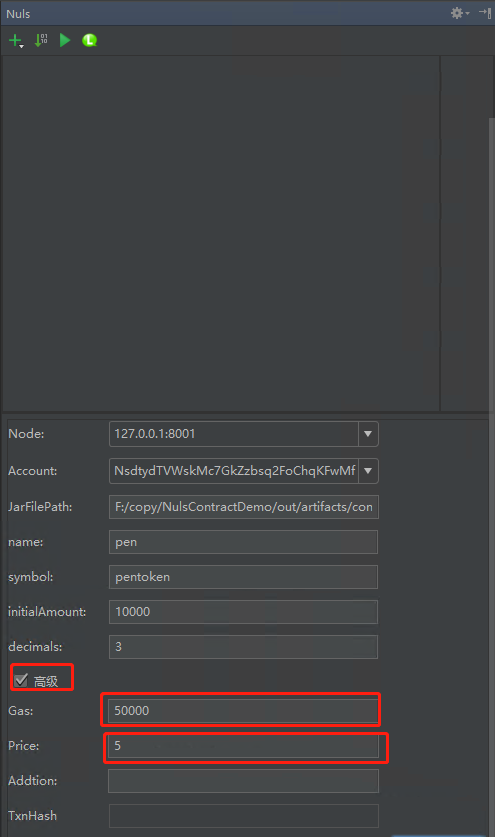 Nuls
Node: 127.0.0.1:8001
Account: NsdtydTVWskMc7GkZzbsq2FoChqKFwMf
JarFilePath: F:/copy/NulsContractDemo/out/artifacts/con
name: pen
symbol: pentoken
initialAmount: 10000
decimals: 3
高级
Gas: 50000
Price: 5
Addtion:
TxnHash